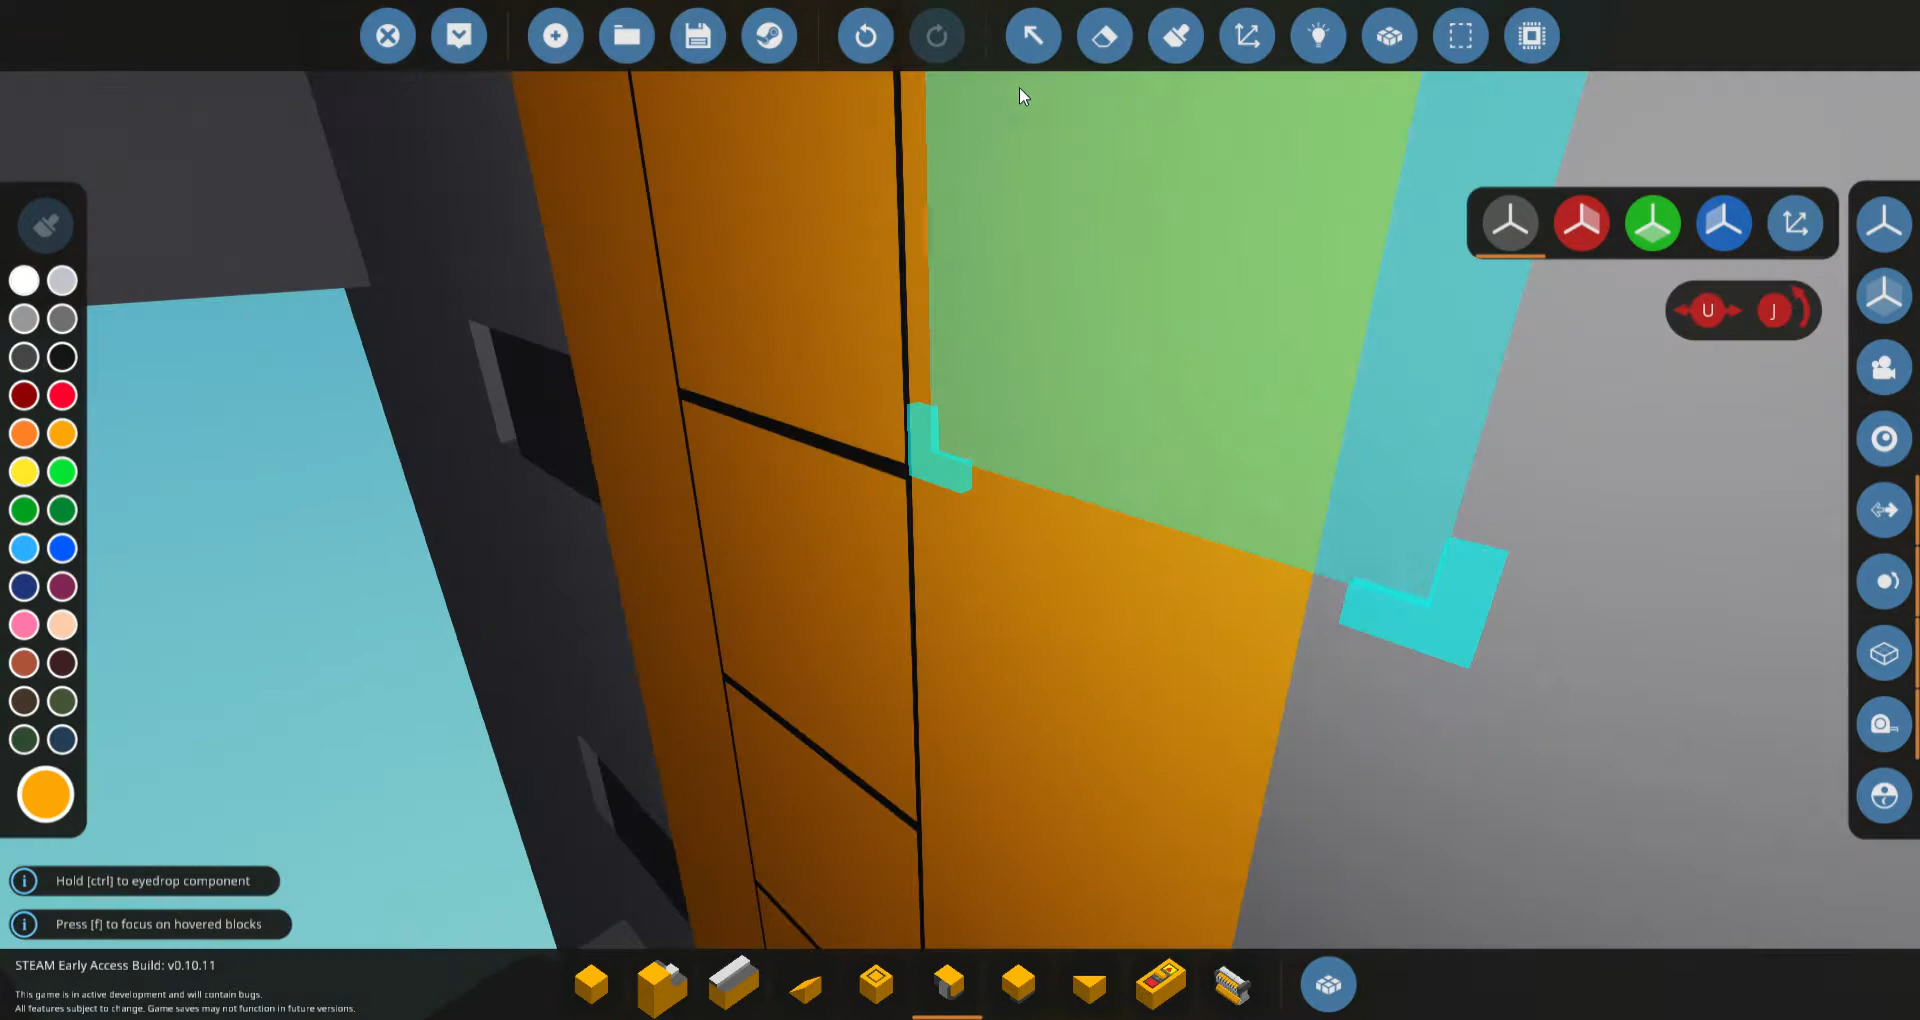 U
J
Hold [ctrl] to eyedrop component
Press [f] to focus on hovered blocks
STEAM Early Access Build: v0.10.11
This game is in active development and will contain bugs.
All features subject to change. Game saves may not function in future versions.